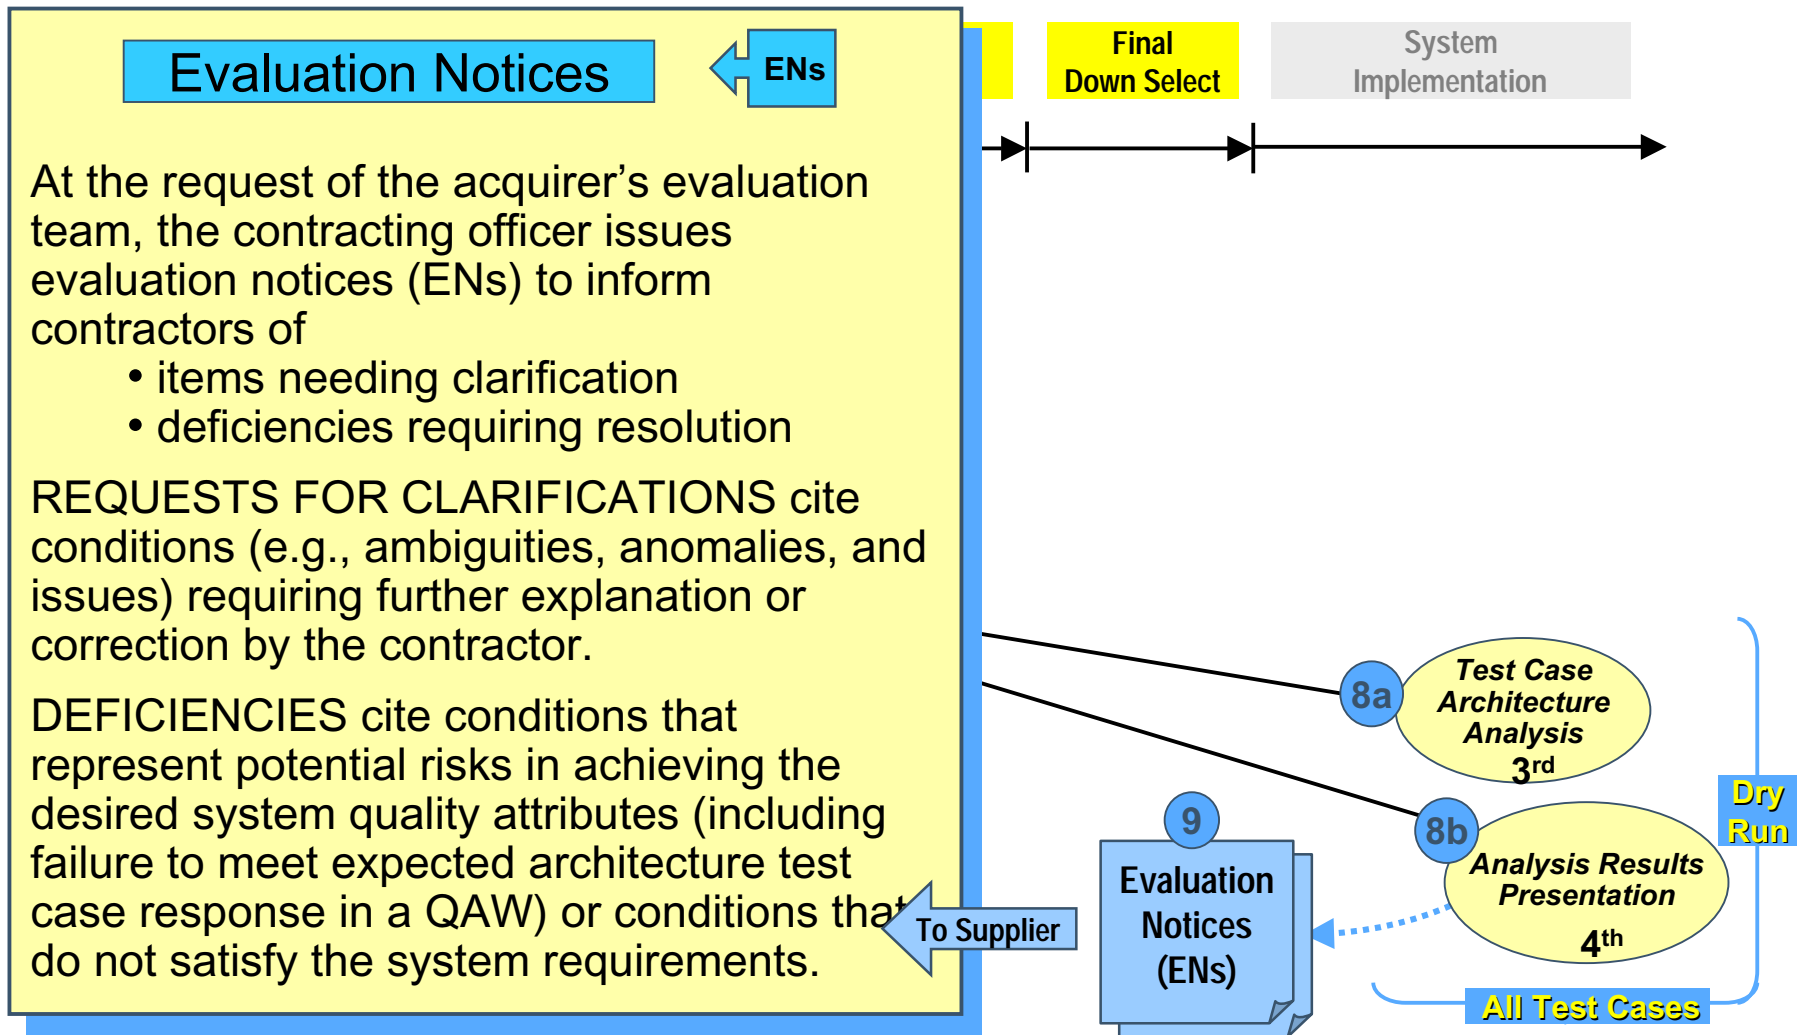 Evaluation Notices
ENs
At the request of the acquirer’s evaluation
team, the contracting officer issues
evaluation notices (ENs) to inform
contractors of
• items needing clarification
• deficiencies requiring resolution
REQUESTS FOR CLARIFICATIONS cite
conditions (e.g., ambiguities, anomalies, and
issues) requiring further explanation or
correction by the contractor.
DEFICIENCIES cite conditions that
represent potential risks in achieving the
desired system quality attributes (including
failure to meet expected architecture test
case response in a QAW) or conditions that
do not satisfy the system requirements.
Final
Down Select
System
Implementation
8a
Test Case
Architecture
Analysis
3rd
8b
Analysis Results
Presentation
4th
Dry
Run
All Test Cases
9
Evaluation
Notices
(ENs)
To Supplier